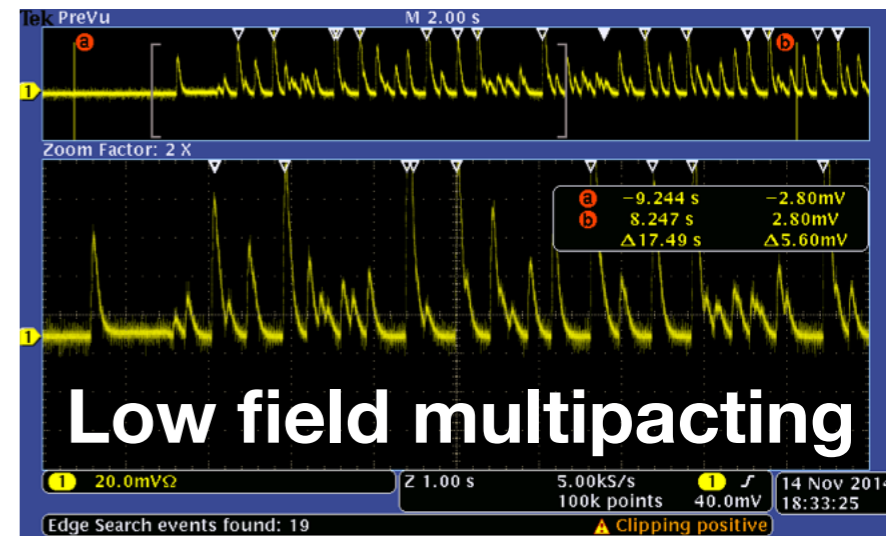 Tek PreVu M 2.00 s
a b
1
Zoom Factor: 2 X
a −9.244 s −2.80mV
b 8.247 s 2.80mV
Δ17.49 s Δ5.60mV
1
Low field multipacting
1 20.0mVΩ Z 1.00 s 5.00kS/s 1 14 Nov 2014
100k points 40.0mV 18:33:25
Edge Search events found: 19 Clipping positive